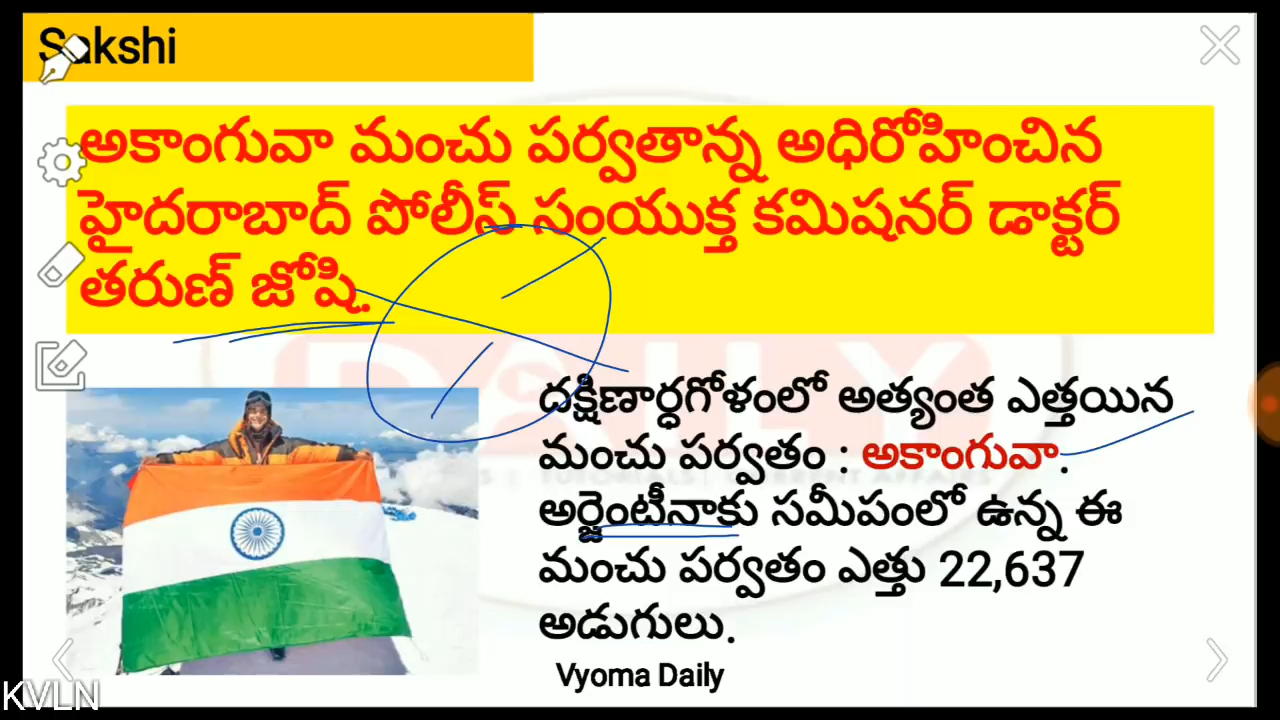 Sakshi
అకాంగువా మంచు పర్వతాన్న అధిరోహించిన
హైదరాబాద్ పోలీస్ సంయుక్త కమిషనర్ డాక్టర్
తరుణ్ జోషి.
దక్షిణార్ధగోళంలో అత్యంత ఎత్తయిన
మంచు పర్వతం : అకాంగువా.
అర్జెంటీనాకు సమీపంలో ఉన్న ఈ
మంచు పర్వతం ఎత్తు 22,637
అడుగులు.
Vyoma Daily
KVLN